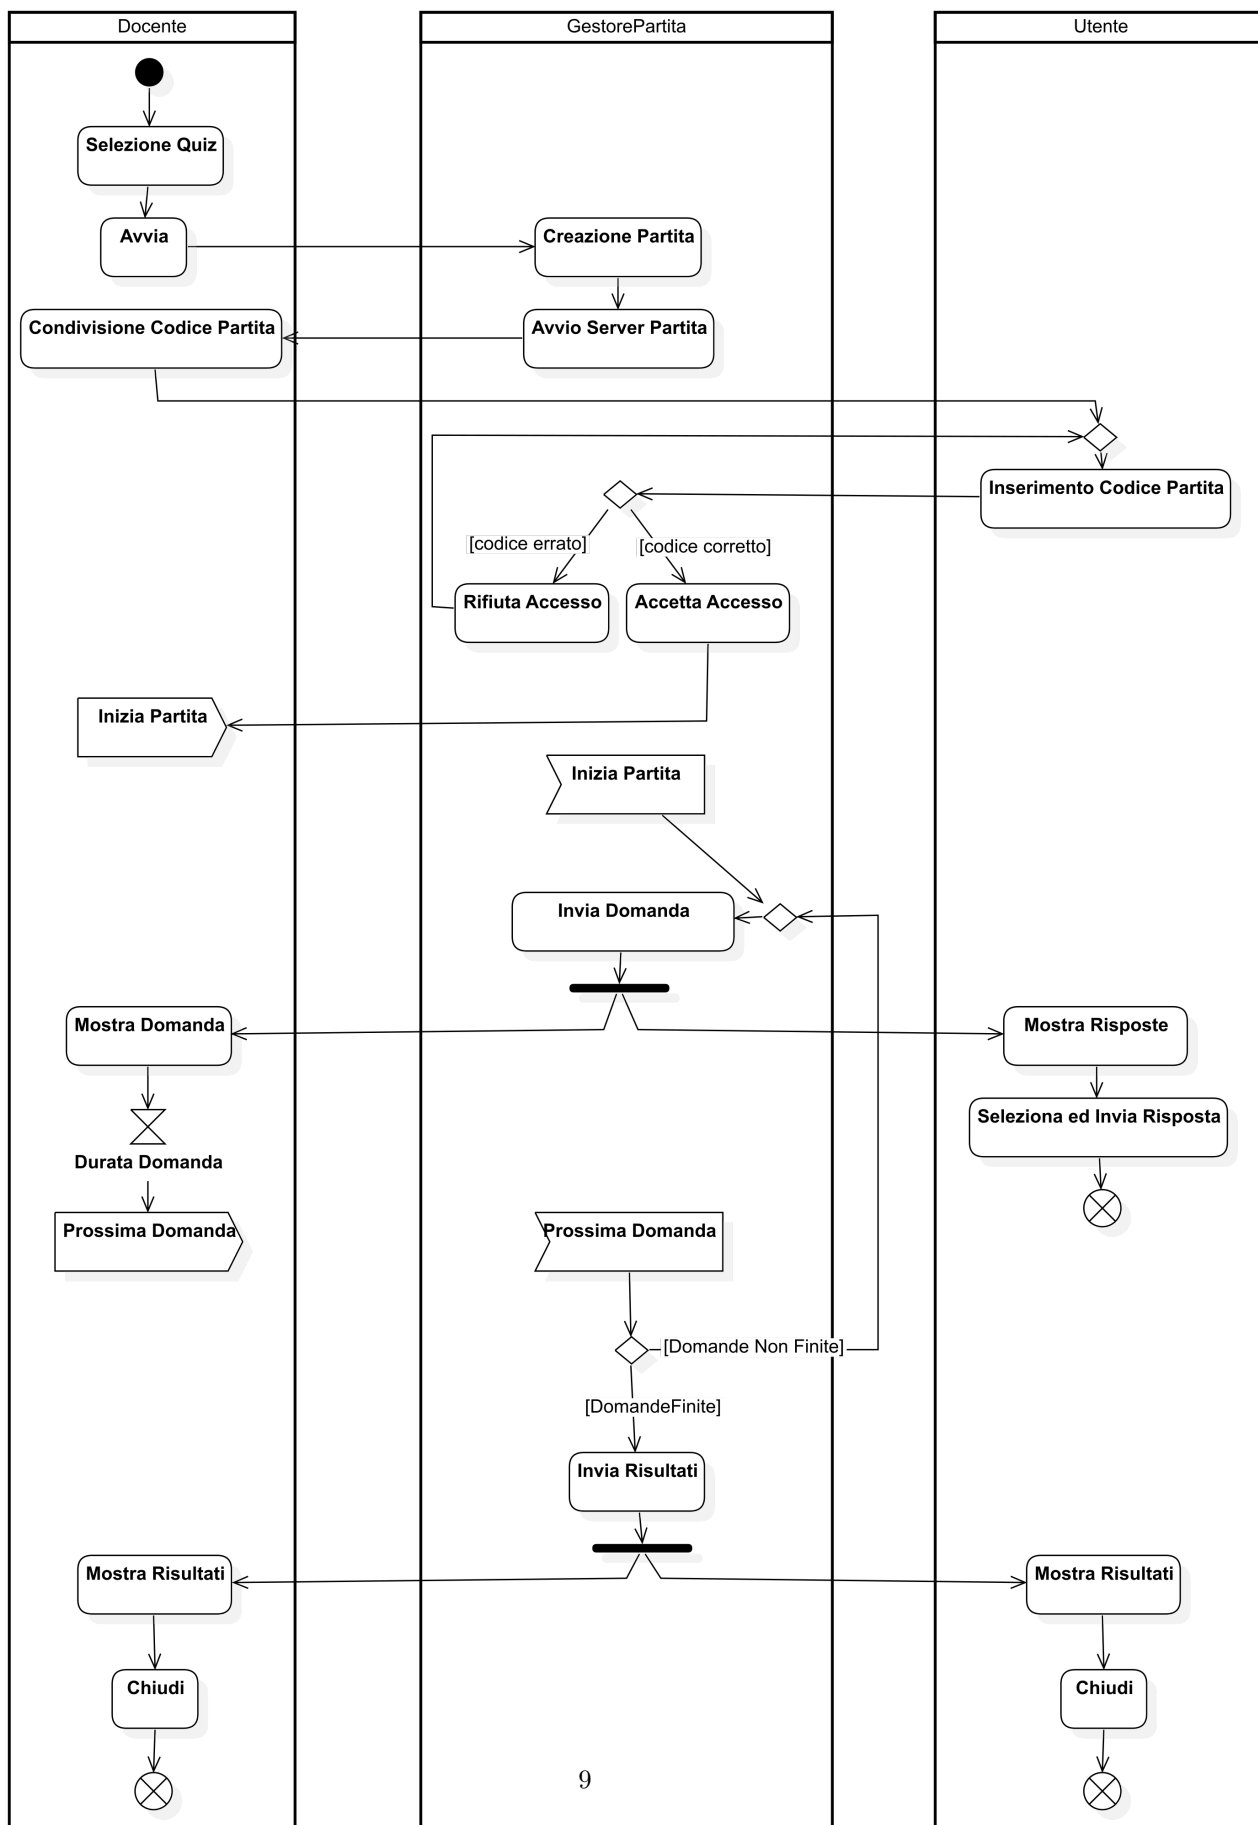 Docente
GestorePartita
Utente
Selezione Quiz
Avvia
Creazione Partita
Condivisione Codice Partita
Avvio Server Partita
Inserimento Codice Partita
[codice errato]
[codice corretto]
Rifiuta Accesso
Accetta Accesso
Inizia Partita
Inizia Partita
Invia Domanda
Mostra Domanda
Mostra Risposte
Seleziona ed Invia Risposta
Durata Domanda
Prossima Domanda
Prossima Domanda
[Domande Non Finite]
[DomandeFinite]
Invia Risultati
Mostra Risultati
Mostra Risultati
Chiudi
Chiudi
9